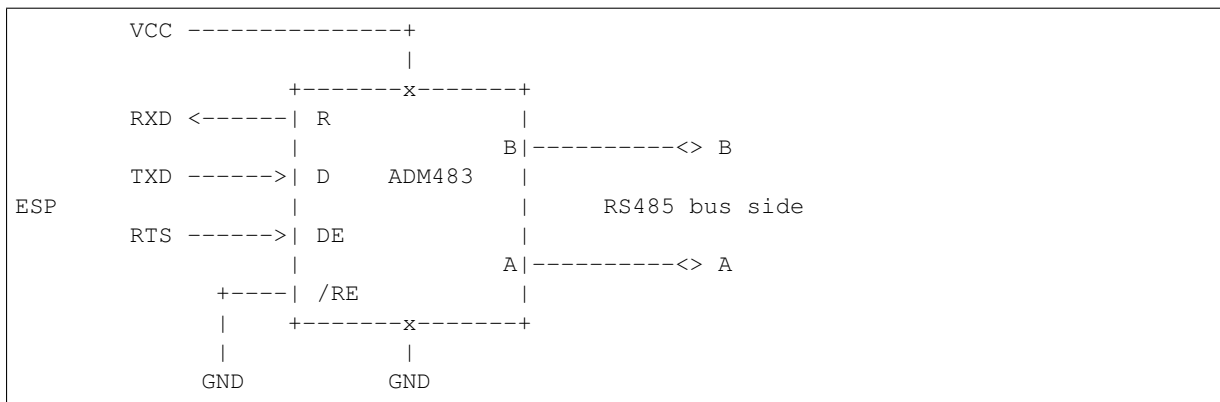 VCC ---------------+
|
+-------x-------+
RXD <------| R |
| B|----------<> B
TXD ------>| D ADM483 |
ESP | | RS485 bus side
RTS ------>| DE |
| A|----------<> A
+----| /RE |
| +-------x-------+
| |
GND GND